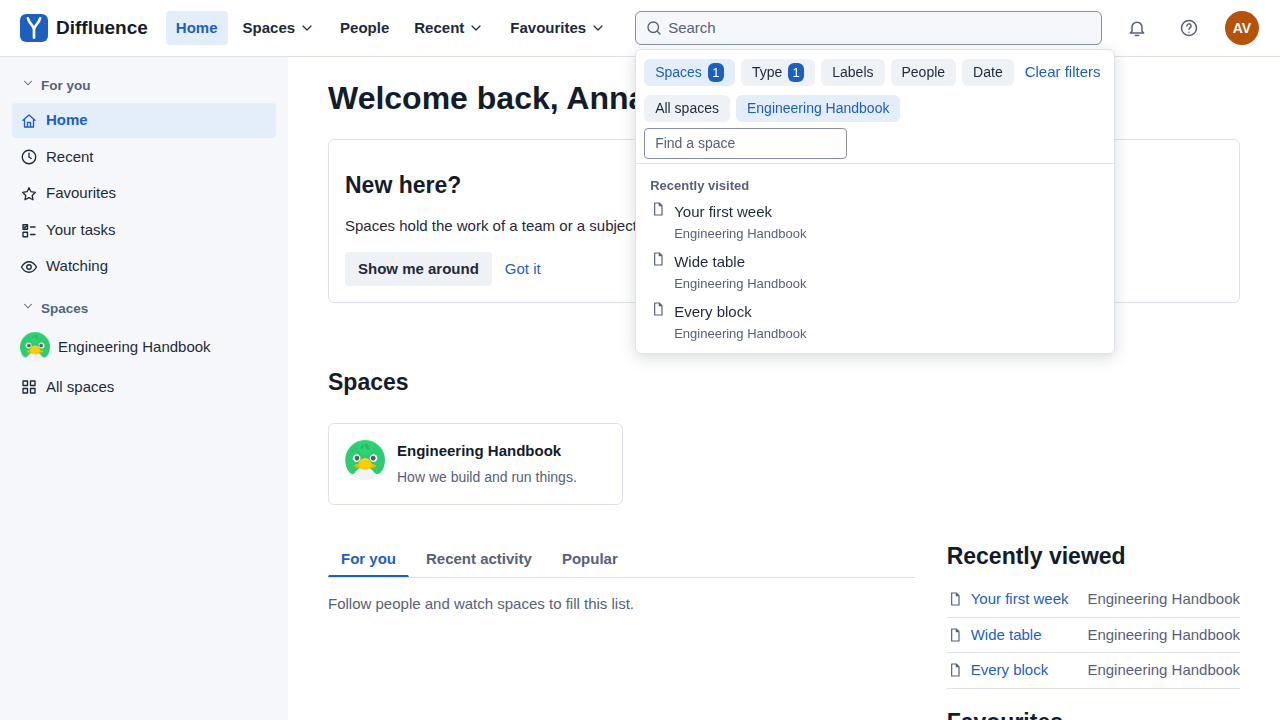 Diffluence
Home
Spaces
People
Recent
Favourites
Search
AV
For you
Home
Recent
Favourites
Your tasks
Watching
Spaces
Engineering Handbook
All spaces
Spaces 1
Type 1
Labels
People
Date
Clear filters
All spaces
Engineering Handbook
Find a space
Recently visited
Your first week
Engineering Handbook
Wide table
Engineering Handbook
Every block
Engineering Handbook
Welcome back, Anna
New here?
Spaces hold the work of a team or a subject
Show me around
Got it
Spaces
Engineering Handbook
How we build and run things.
For you
Recent activity
Popular
Follow people and watch spaces to fill this list.
Recently viewed
Your first week Engineering Handbook
Wide table Engineering Handbook
Every block Engineering Handbook
Favourites